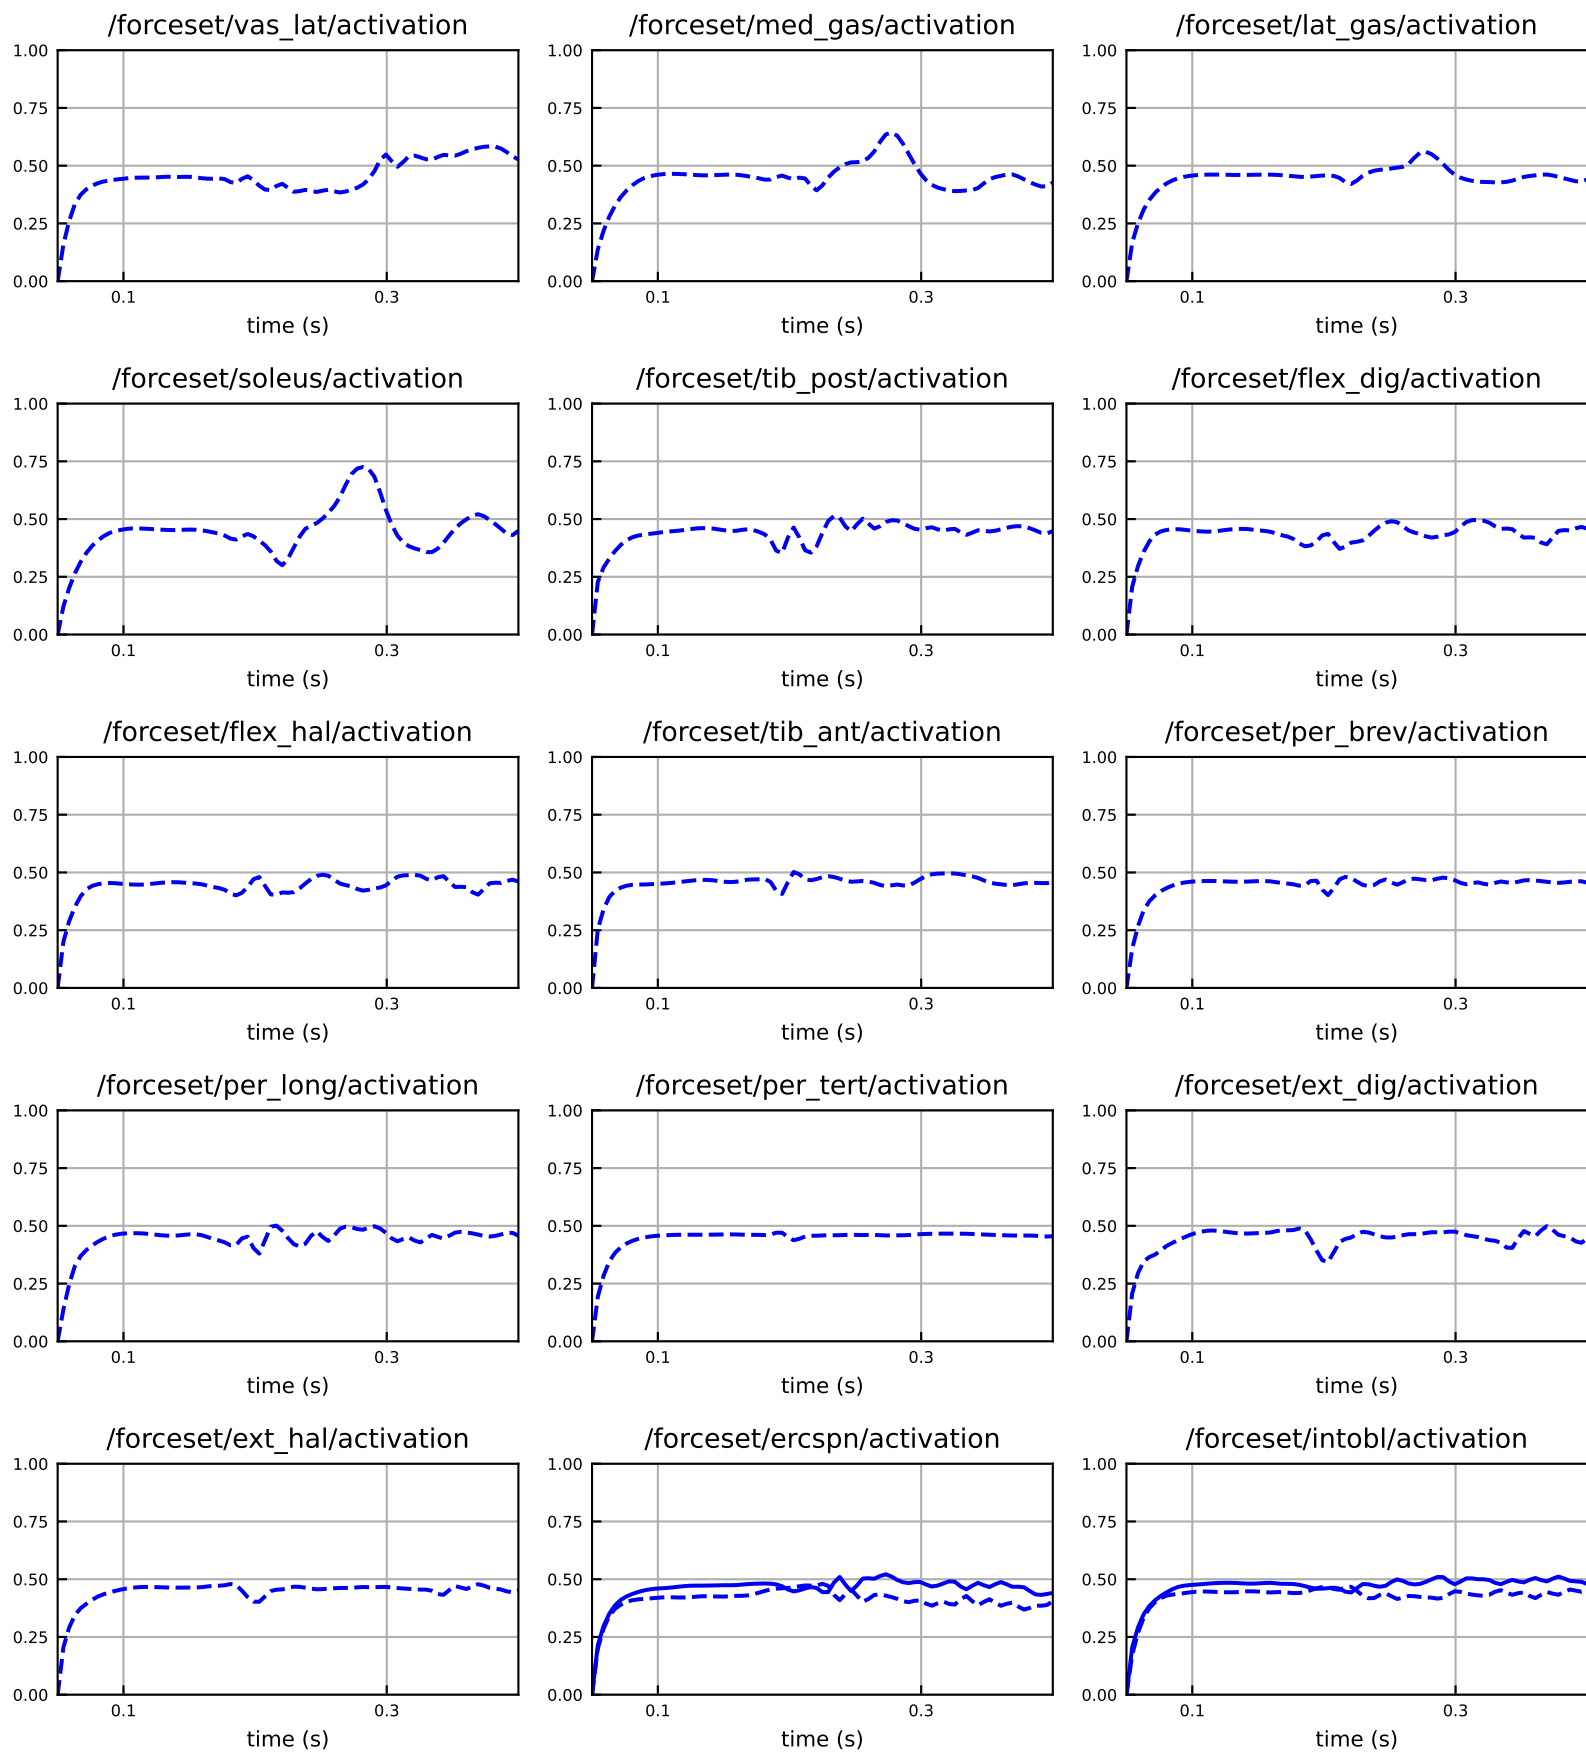 /forceset/vas_lat/activation /forceset/med_gas/activation /forceset/lat_gas/activation
1.00 1.00 1.00
0.75 0.75 0.75
0.50 0.50 0.50
0.25 0.25 0.25
0.00 0.00 0.00
0.1 0.3 0.1 0.3 0.1 0.3
time (s) time (s) time (s)
/forceset/soleus/activation /forceset/tib_post/activation /forceset/flex_dig/activation
1.00 1.00 1.00
0.75 0.75 0.75
0.50 0.50 0.50
0.25 0.25 0.25
0.00 0.00 0.00
0.1 0.3 0.1 0.3 0.1 0.3
time (s) time (s) time (s)
/forceset/flex_hal/activation /forceset/tib_ant/activation /forceset/per_brev/activation
1.00 1.00 1.00
0.75 0.75 0.75
0.50 0.50 0.50
0.25 0.25 0.25
0.00 0.00 0.00
0.1 0.3 0.1 0.3 0.1 0.3
time (s) time (s) time (s)
/forceset/per_long/activation /forceset/per_tert/activation /forceset/ext_dig/activation
1.00 1.00 1.00
0.75 0.75 0.75
0.50 0.50 0.50
0.25 0.25 0.25
0.00 0.00 0.00
0.1 0.3 0.1 0.3 0.1 0.3
time (s) time (s) time (s)
/forceset/ext_hal/activation /forceset/ercspn/activation /forceset/intobl/activation
1.00 1.00 1.00
0.75 0.75 0.75
0.50 0.50 0.50
0.25 0.25 0.25
0.00 0.00 0.00
0.1 0.3 0.1 0.3 0.1 0.3
time (s) time (s) time (s)